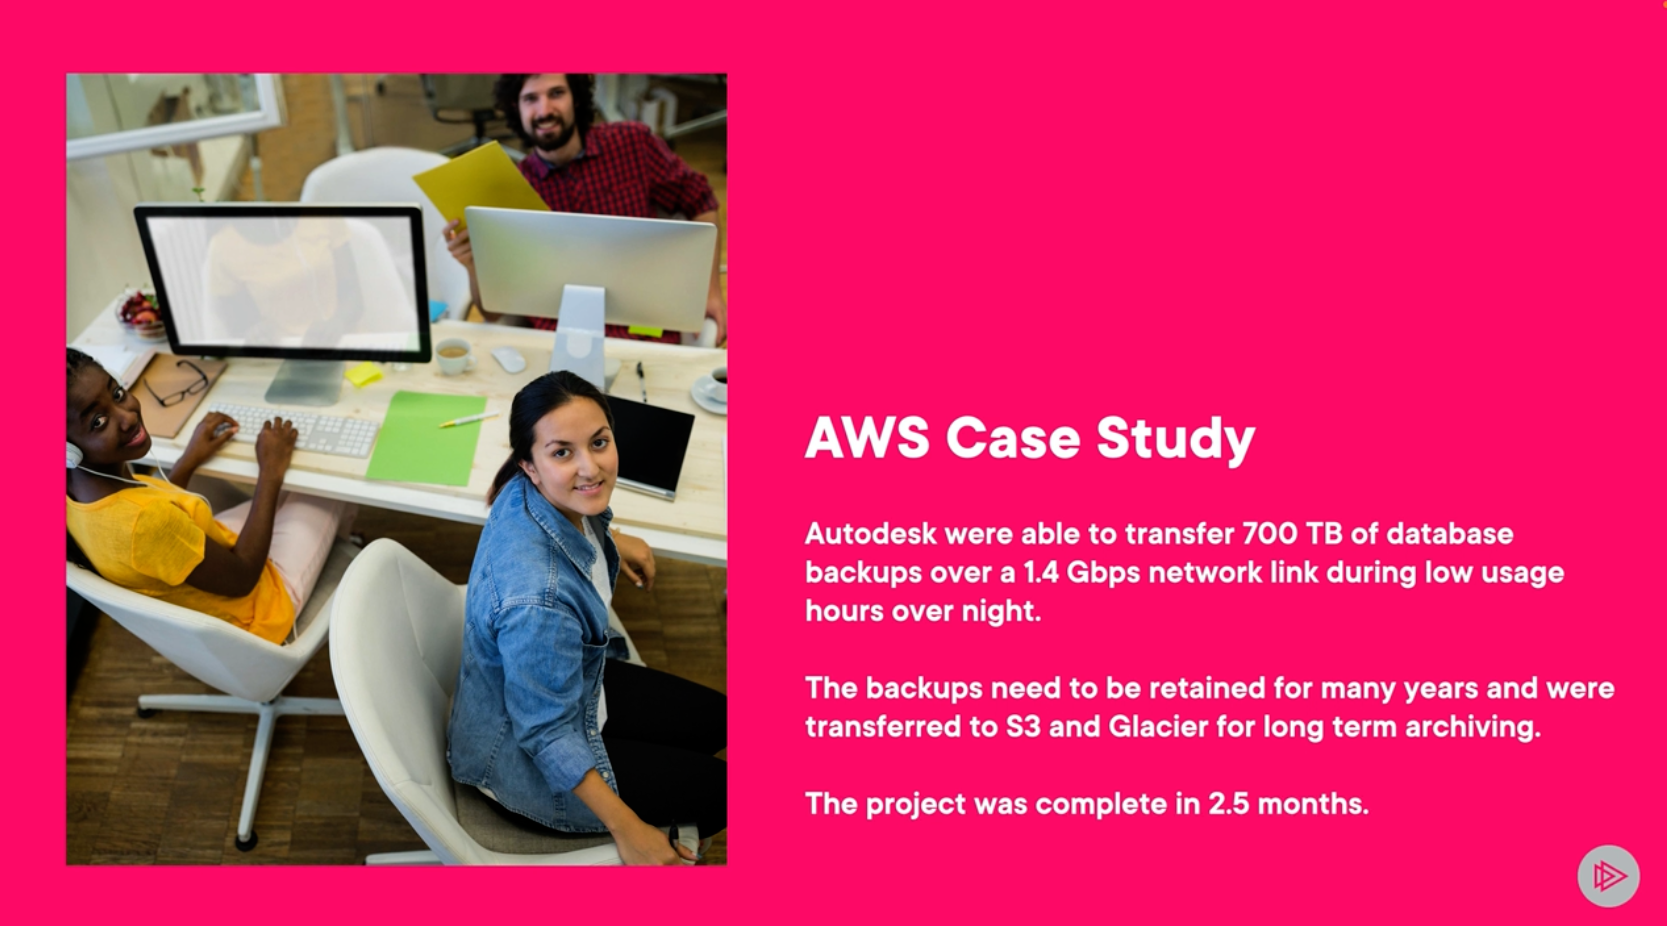 AWS Case Study
Autodesk were able to transfer 700 TB of database
backups over a 1.4 Gbps network link during low usage
hours over night.
The backups need to be retained for many years and were
transferred to S3 and Glacier for long term archiving.
The project was complete in 2.5 months.